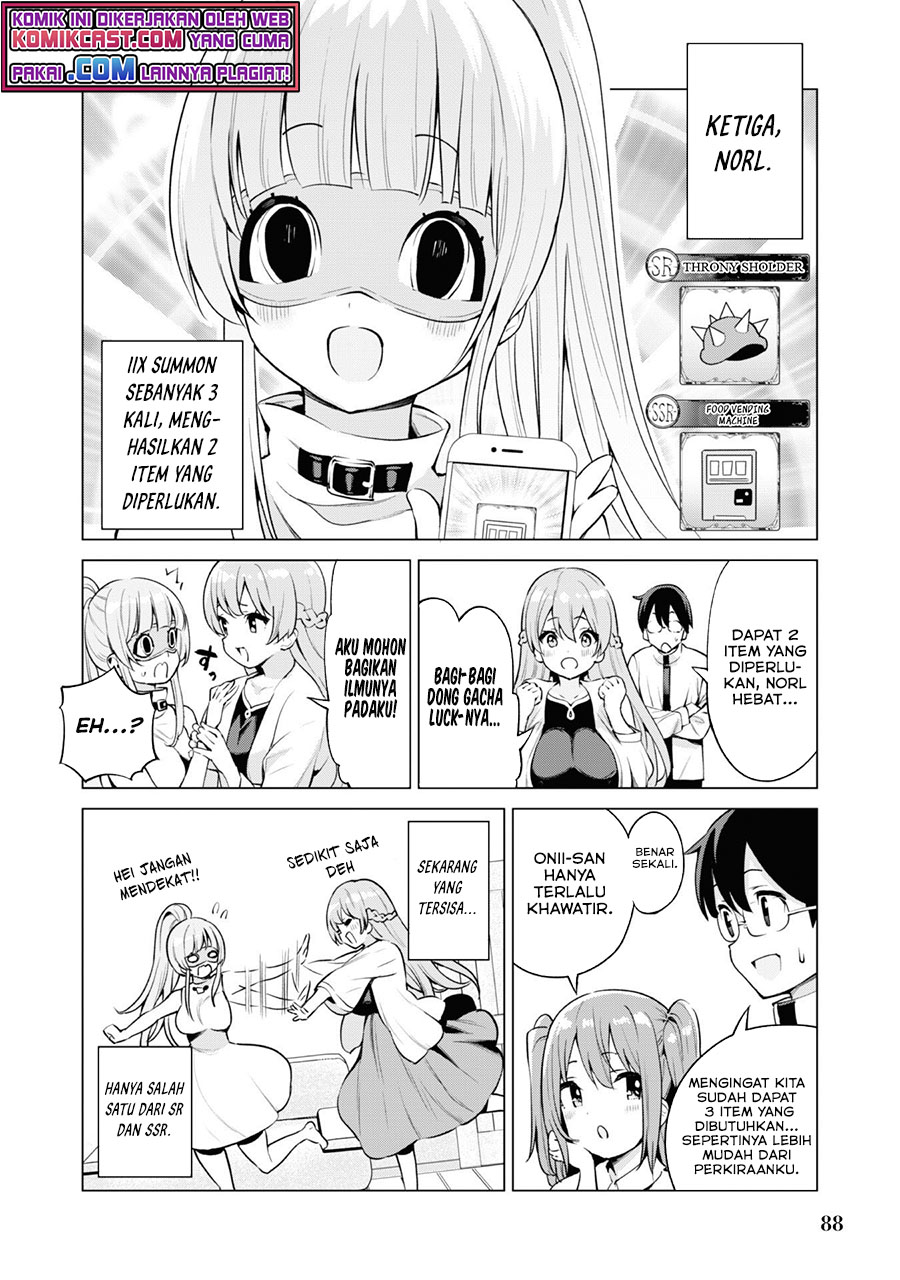 KOMIK INI DIKERJAKAN OLEH WEB
KOMIKCAST.COM YANG CUMA
PAKAI .COM LAINNYA PLAGIAT!
KETIGA,
NORL.
SR THRONY SHOLDER
SSR FOOD VENDING
MACHINE
11X SUMMON
SEBANYAK 3
KALI, MENG-
HASILKAN 2
ITEM YANG
DIPERLUKAN.
DAPAT 2
ITEM YANG
DIPERLU-
KAN, NORL
HEBAT...
BAGI-BAGI
DONG GACHA
LUCK-NYA...
AKU MOHON
BAGIKAN
ILMUNYA
PADAKU!
すっ
EH...?
BENAR
SEKALI.
ONII-SAN
HANYA
TERLALU
KHAWATIR.
MENGINGAT KITA
SUDAH DAPAT
3 ITEM YANG
DIBUTUHKAN...
SEPERTINYA LEBIH
MUDAH DARI
PERKIRAANKU.
SEKARANG
YANG
TERSISA...
SEDIKIT SAJA
DEH
HEI JANGAN
MENDEKAT!!
HANYA SALAH
SATU DARI SR
DAN SSR.
88